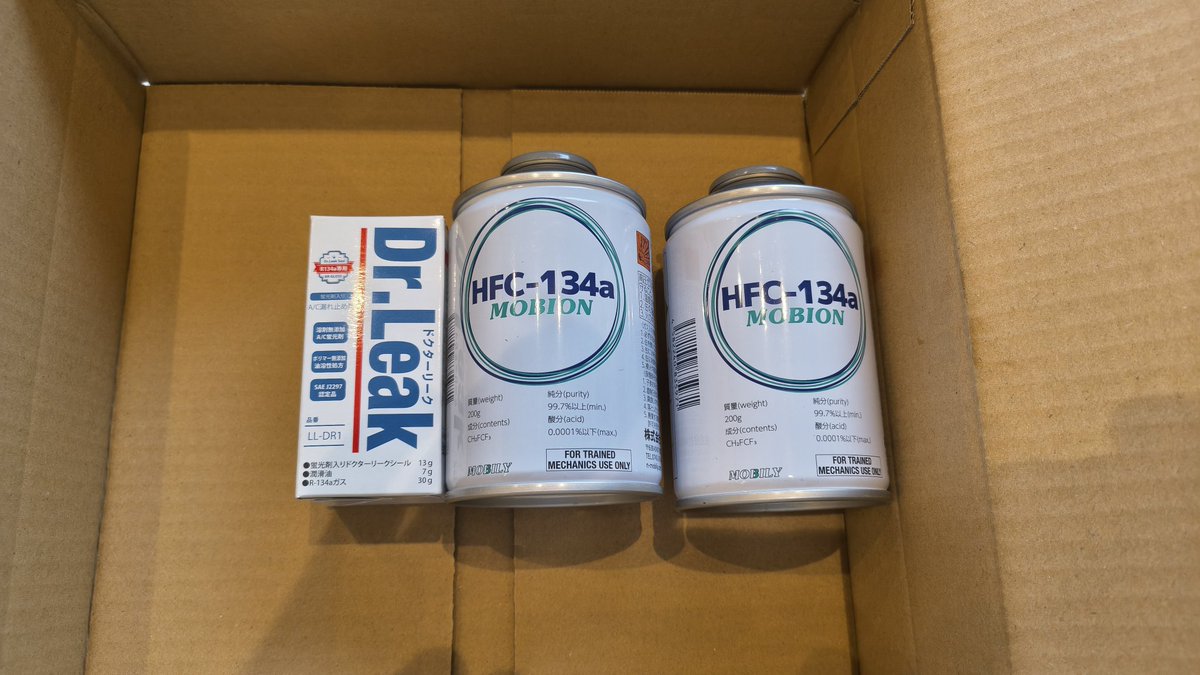 Dr.Leak
ドクターリーク
R134a専用
A/C漏れ止め
溶剤無添加
A/C蛍光剤
ポリマー無添加
油溶性処方
SAE J2297
認定品
品番
LL-DR1
●蛍光剤入りドクターリークシール 13g
●潤滑油 7g
●R-134aガス 30g
HFC-134a
MOBION
質量(weight)
200g
成分(contents)
CH₂FCF₃
純分(purity)
99.7%以上(min.)
酸分(acid)
0.0001%以下(max.)
MOBILY
FOR TRAINED
MECHANICS USE ONLY
株式会
HFC-134a
MOBION
質量(weight)
200g
成分(contents)
CH₂FCF₃
純分(purity)
99.7%以上(min.)
酸分(acid)
0.0001%以下(max.)
MOBILY
FOR TRAINED
MECHANICS USE ONLY